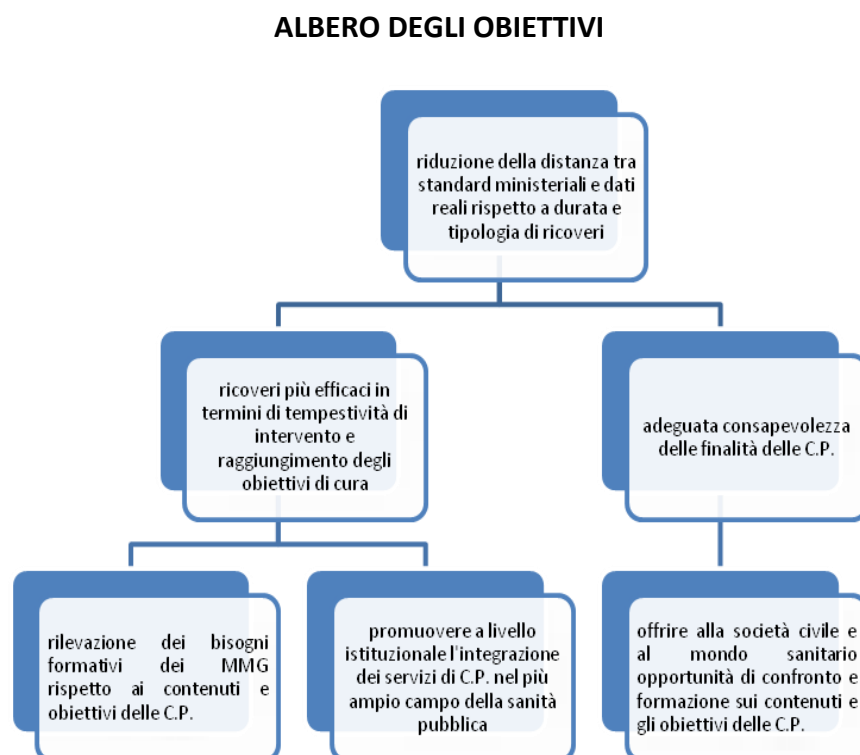 ALBERO DEGLI OBIETTIVI
riduzione della distanza tra
standard ministeriali e dati
reali rispetto a durata e
tipologia di ricoveri
ricoveri più efficaci in
termini di tempestività di
intervento e
raggiungimento degli
obiettivi di cura
adeguata consapevolezza
delle finalità delle C.P.
rilevazione dei bisogni
formativi dei MMG
rispetto ai contenuti e
obiettivi delle C.P.
promuovere a livello
istituzionale l'integrazione
dei servizi di C.P. nel più
ampio campo della sanità
pubblica
offrire alla società civile e
al mondo sanitario
opportunità di confronto e
formazione sui contenuti e
gli obiettivi delle C.P.